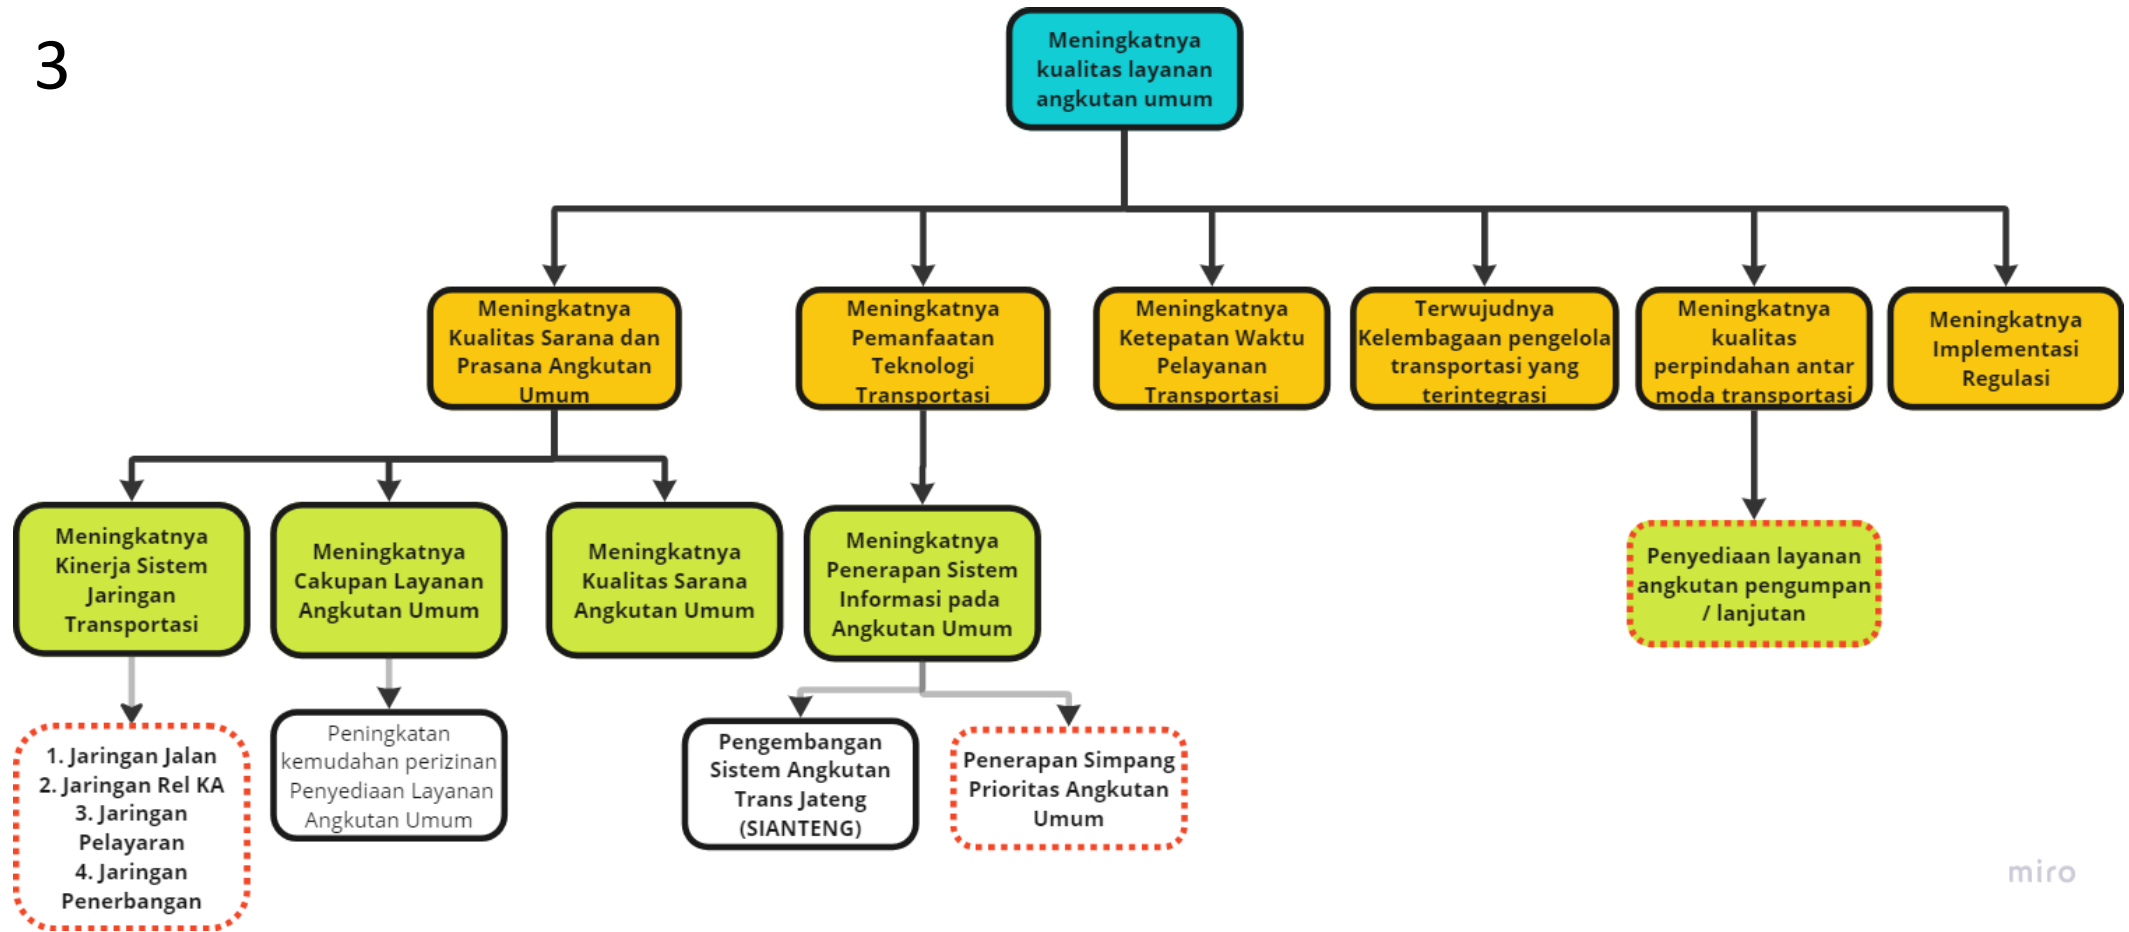 3
Meningkatnya
kualitas layanan
angkutan umum
Meningkatnya
Kualitas Sarana dan
Prasana Angkutan
Umum
Meningkatnya
Pemanfaatan
Teknologi
Transportasi
Meningkatnya
Ketepatan Waktu
Pelayanan
Transportasi
Terwujudnya
Kelembagaan pengelola
transportasi yang
terintegrasi
Meningkatnya
kualitas
perpindahan antar
moda transportasi
Meningkatnya
Implementasi
Regulasi
Meningkatnya
Kinerja Sistem
Jaringan
Transportasi
Meningkatnya
Cakupan Layanan
Angkutan Umum
Meningkatnya
Kualitas Sarana
Angkutan Umum
Meningkatnya
Penerapan Sistem
Informasi pada
Angkutan Umum
Penyediaan layanan
angkutan pengumpan
/ lanjutan
1. Jaringan Jalan
2. Jaringan Rel KA
3. Jaringan
Pelayaran
4. Jaringan
Penerbangan
Peningkatan
kemudahan perizinan
Penyediaan Layanan
Angkutan Umum
Pengembangan
Sistem Angkutan
Trans Jateng
(SIANTENG)
Penerapan Simpang
Prioritas Angkutan
Umum
miro